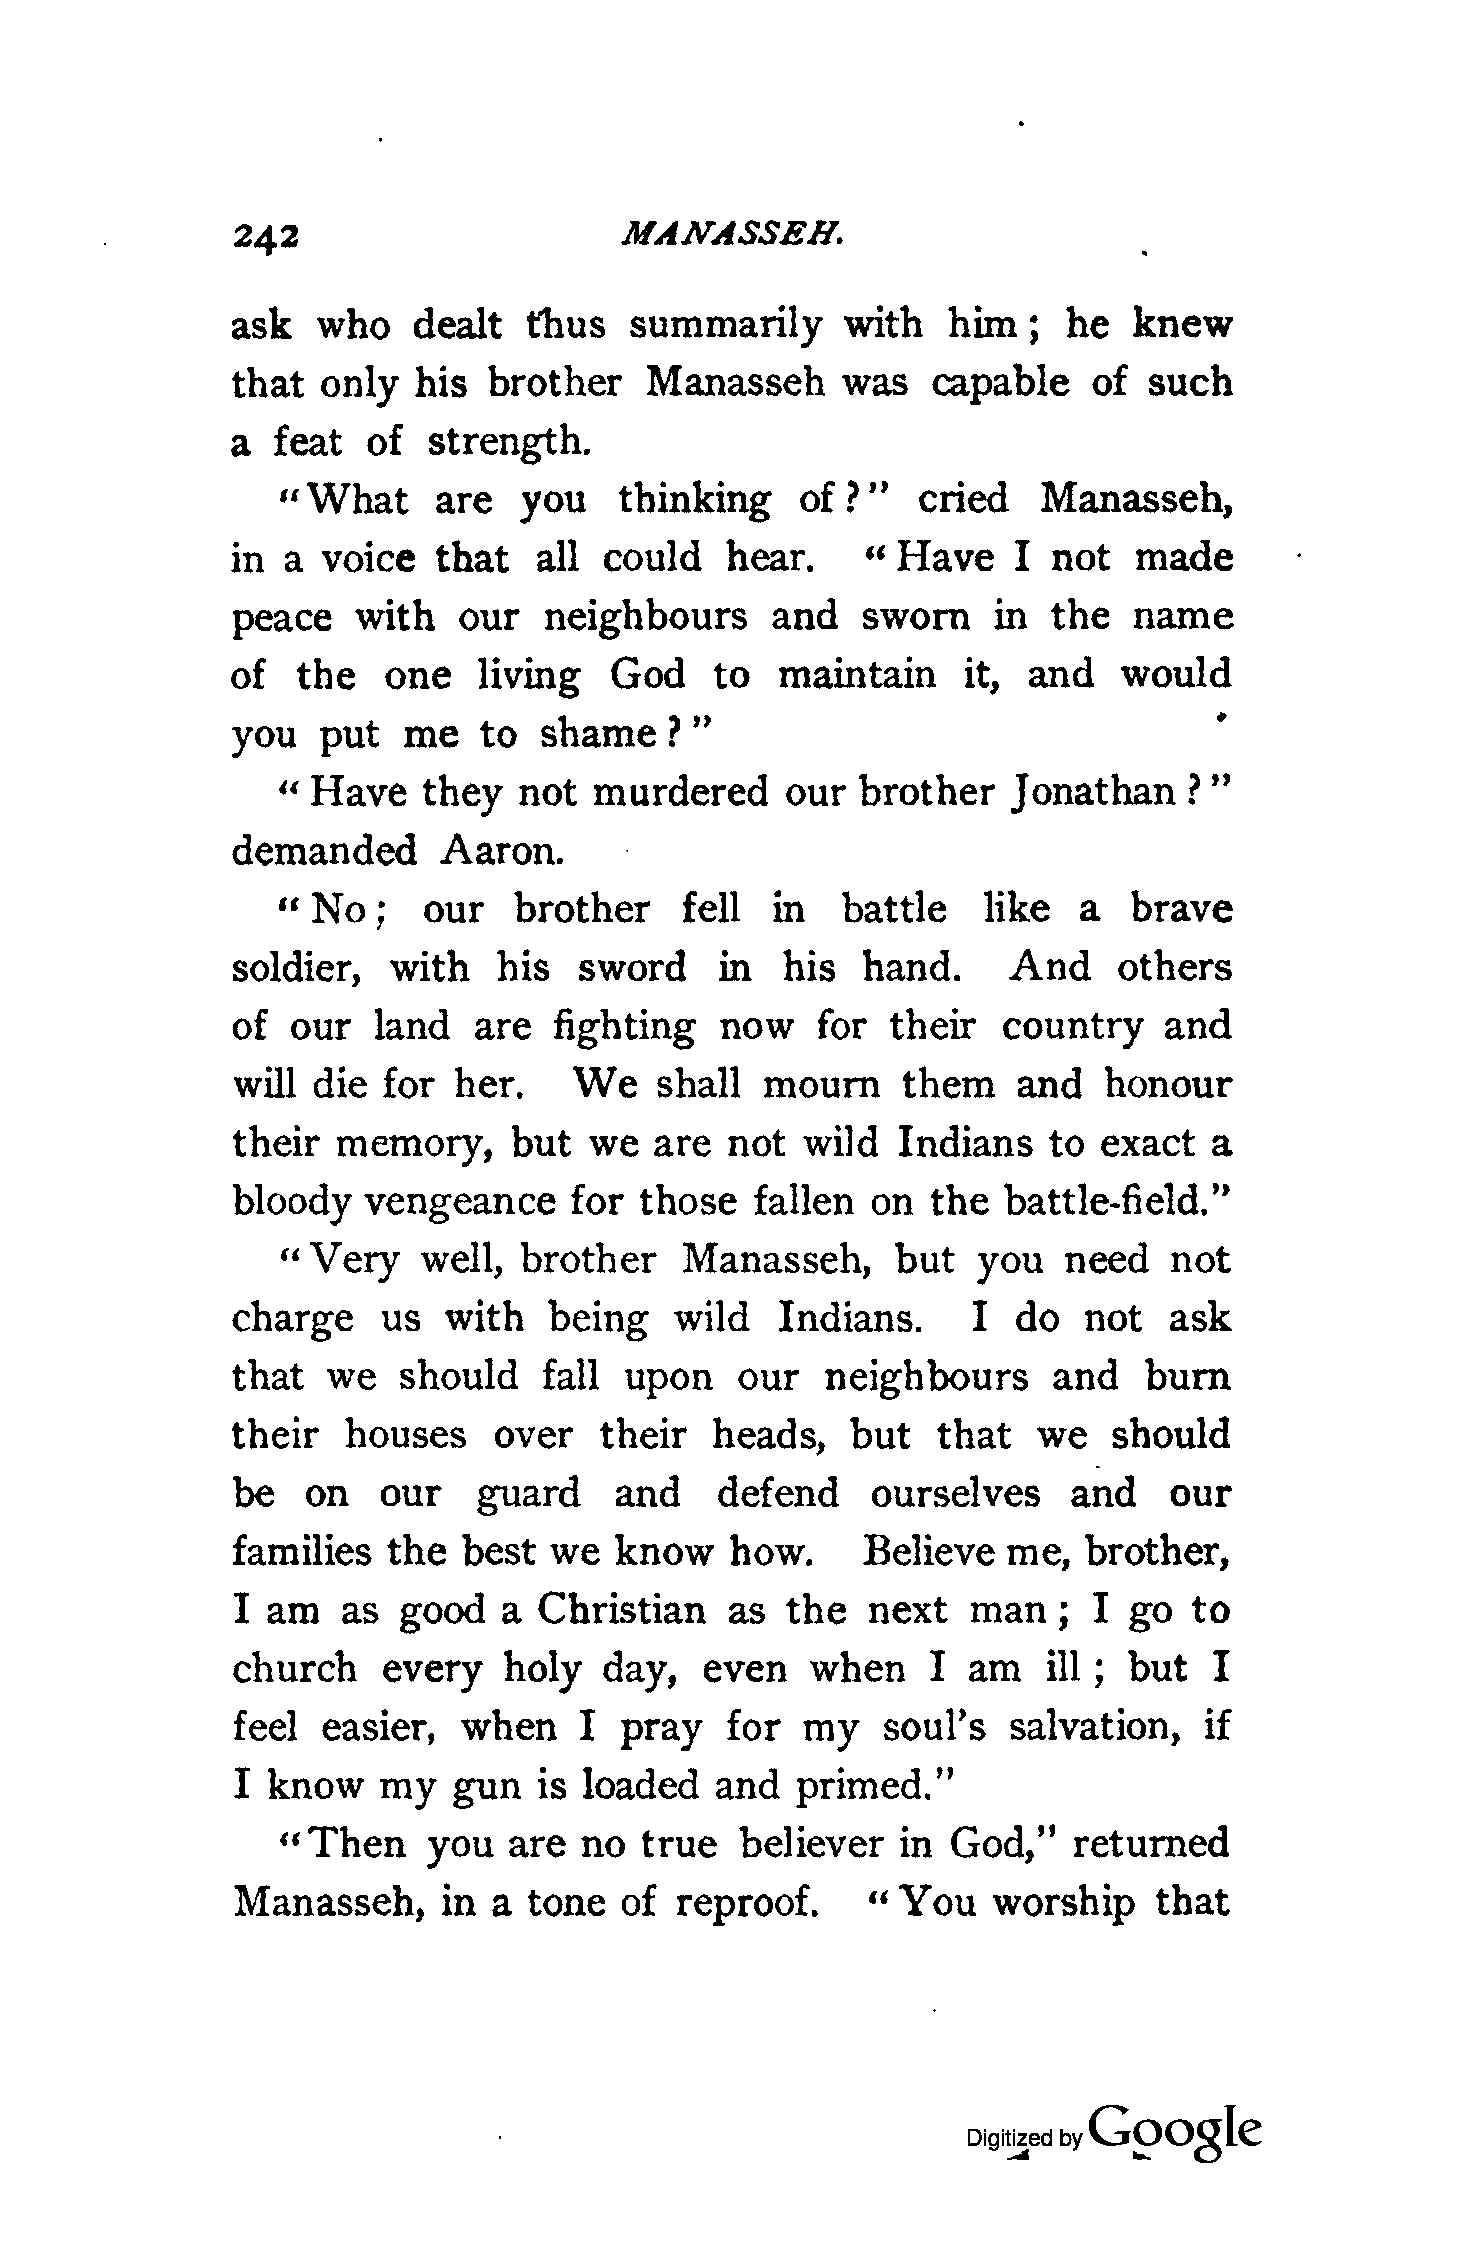 242 MANASSEH.
ask who dealt thus summarily with him; he knew
that only his brother Manasseh was capable of such
a feat of strength.
"What are you thinking of?" cried Manasseh,
in a voice that all could hear. "Have I not made
peace with our neighbours and sworn in the name
of the one living God to maintain it, and would
you put me to shame?"
"Have they not murdered our brother Jonathan?"
demanded Aaron.
"No; our brother fell in battle like a brave
soldier, with his sword in his hand. And others
of our land are fighting now for their country and
will die for her. We shall mourn them and honour
their memory, but we are not wild Indians to exact a
bloody vengeance for those fallen on the battle-field."
"Very well, brother Manasseh, but you need not
charge us with being wild Indians. I do not ask
that we should fall upon our neighbours and burn
their houses over their heads, but that we should
be on our guard and defend ourselves and our
families the best we know how. Believe me, brother,
I am as good a Christian as the next man; I go to
church every holy day, even when I am ill; but I
feel easier, when I pray for my soul's salvation, if
I know my gun is loaded and primed."
"Then you are no true believer in God," returned
Manasseh, in a tone of reproof. "You worship that
Digitized by Google